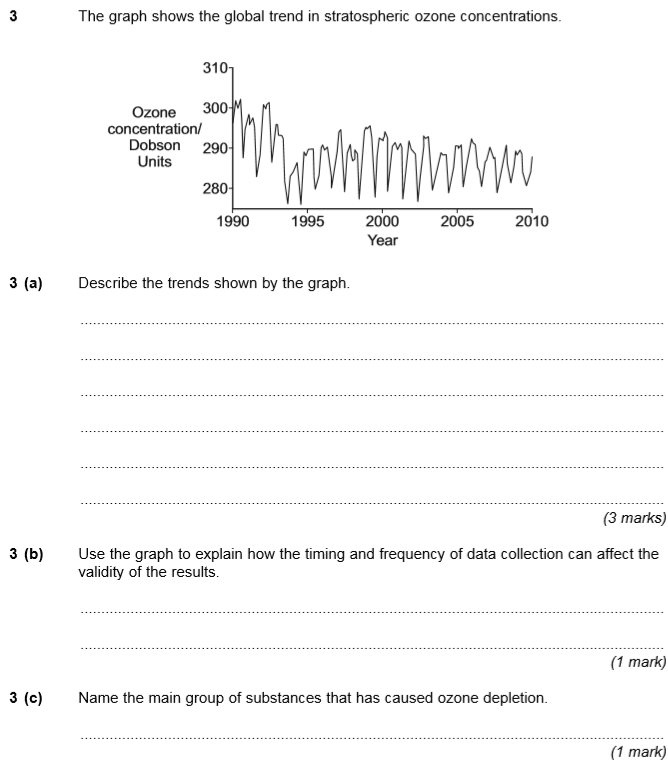 3 The graph shows the global trend in stratospheric ozone concentrations.
310
300
Ozone
concentration/
Dobson
Units
290
280
1990 1995 2000 2005 2010
Year
3 (a) Describe the trends shown by the graph.
(3 marks)
3 (b) Use the graph to explain how the timing and frequency of data collection can affect the
validity of the results.
(1 mark)
3 (c) Name the main group of substances that has caused ozone depletion.
(1 mark)